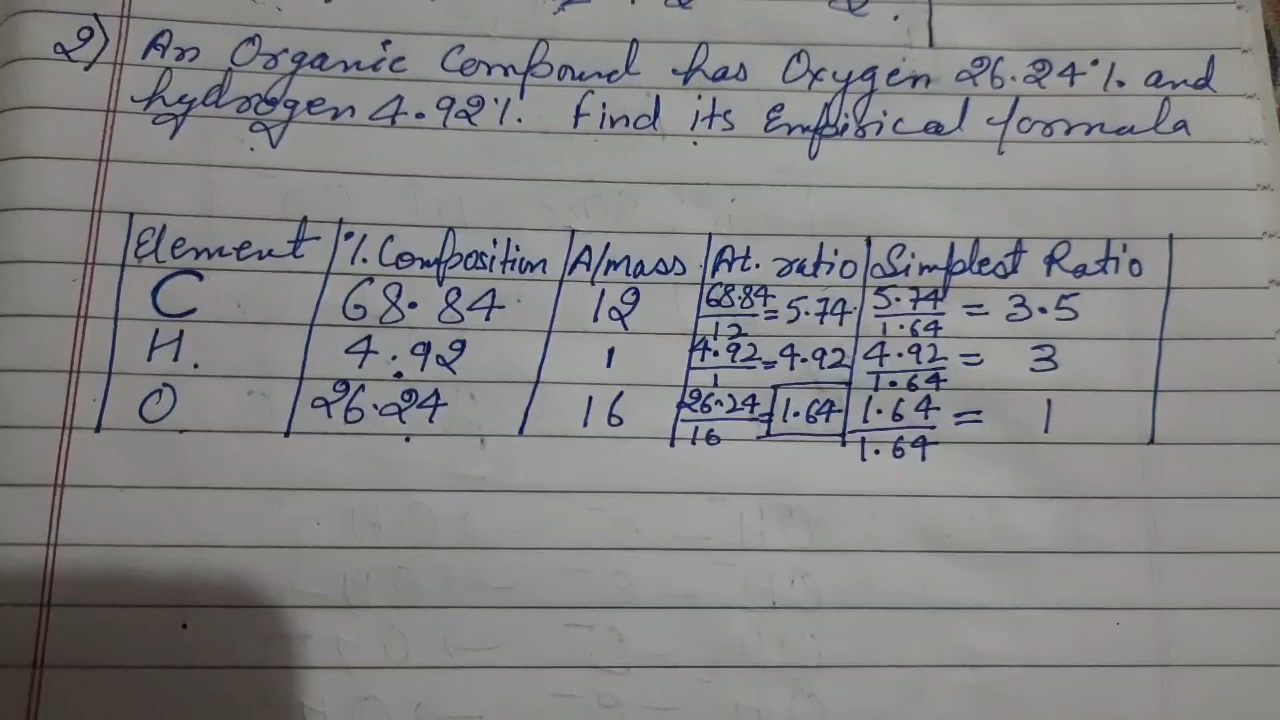 2) An Organic Compound has Oxygen 26.24% and
hydrogen 4.92%. find its Empirical formula
Element %Composition A/mass At. ratio Simplest Ratio
C 68.84 12 68.84/12 = 5.74 5.74/1.64 = 3.5
H. 4.92 1 4.92/1 = 4.92 4.92/1.64 = 3
O 26.24 16 26.24/16 = 1.64 1.64/1.64 = 1